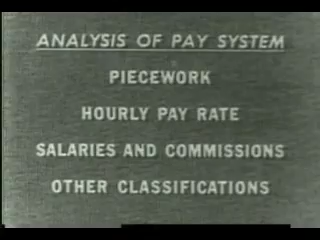 ANALYSIS OF PAY SYSTEM
PIECEWORK
HOURLY PAY RATE
SALARIES AND COMMISSIONS
OTHER CLASSIFICATIONS